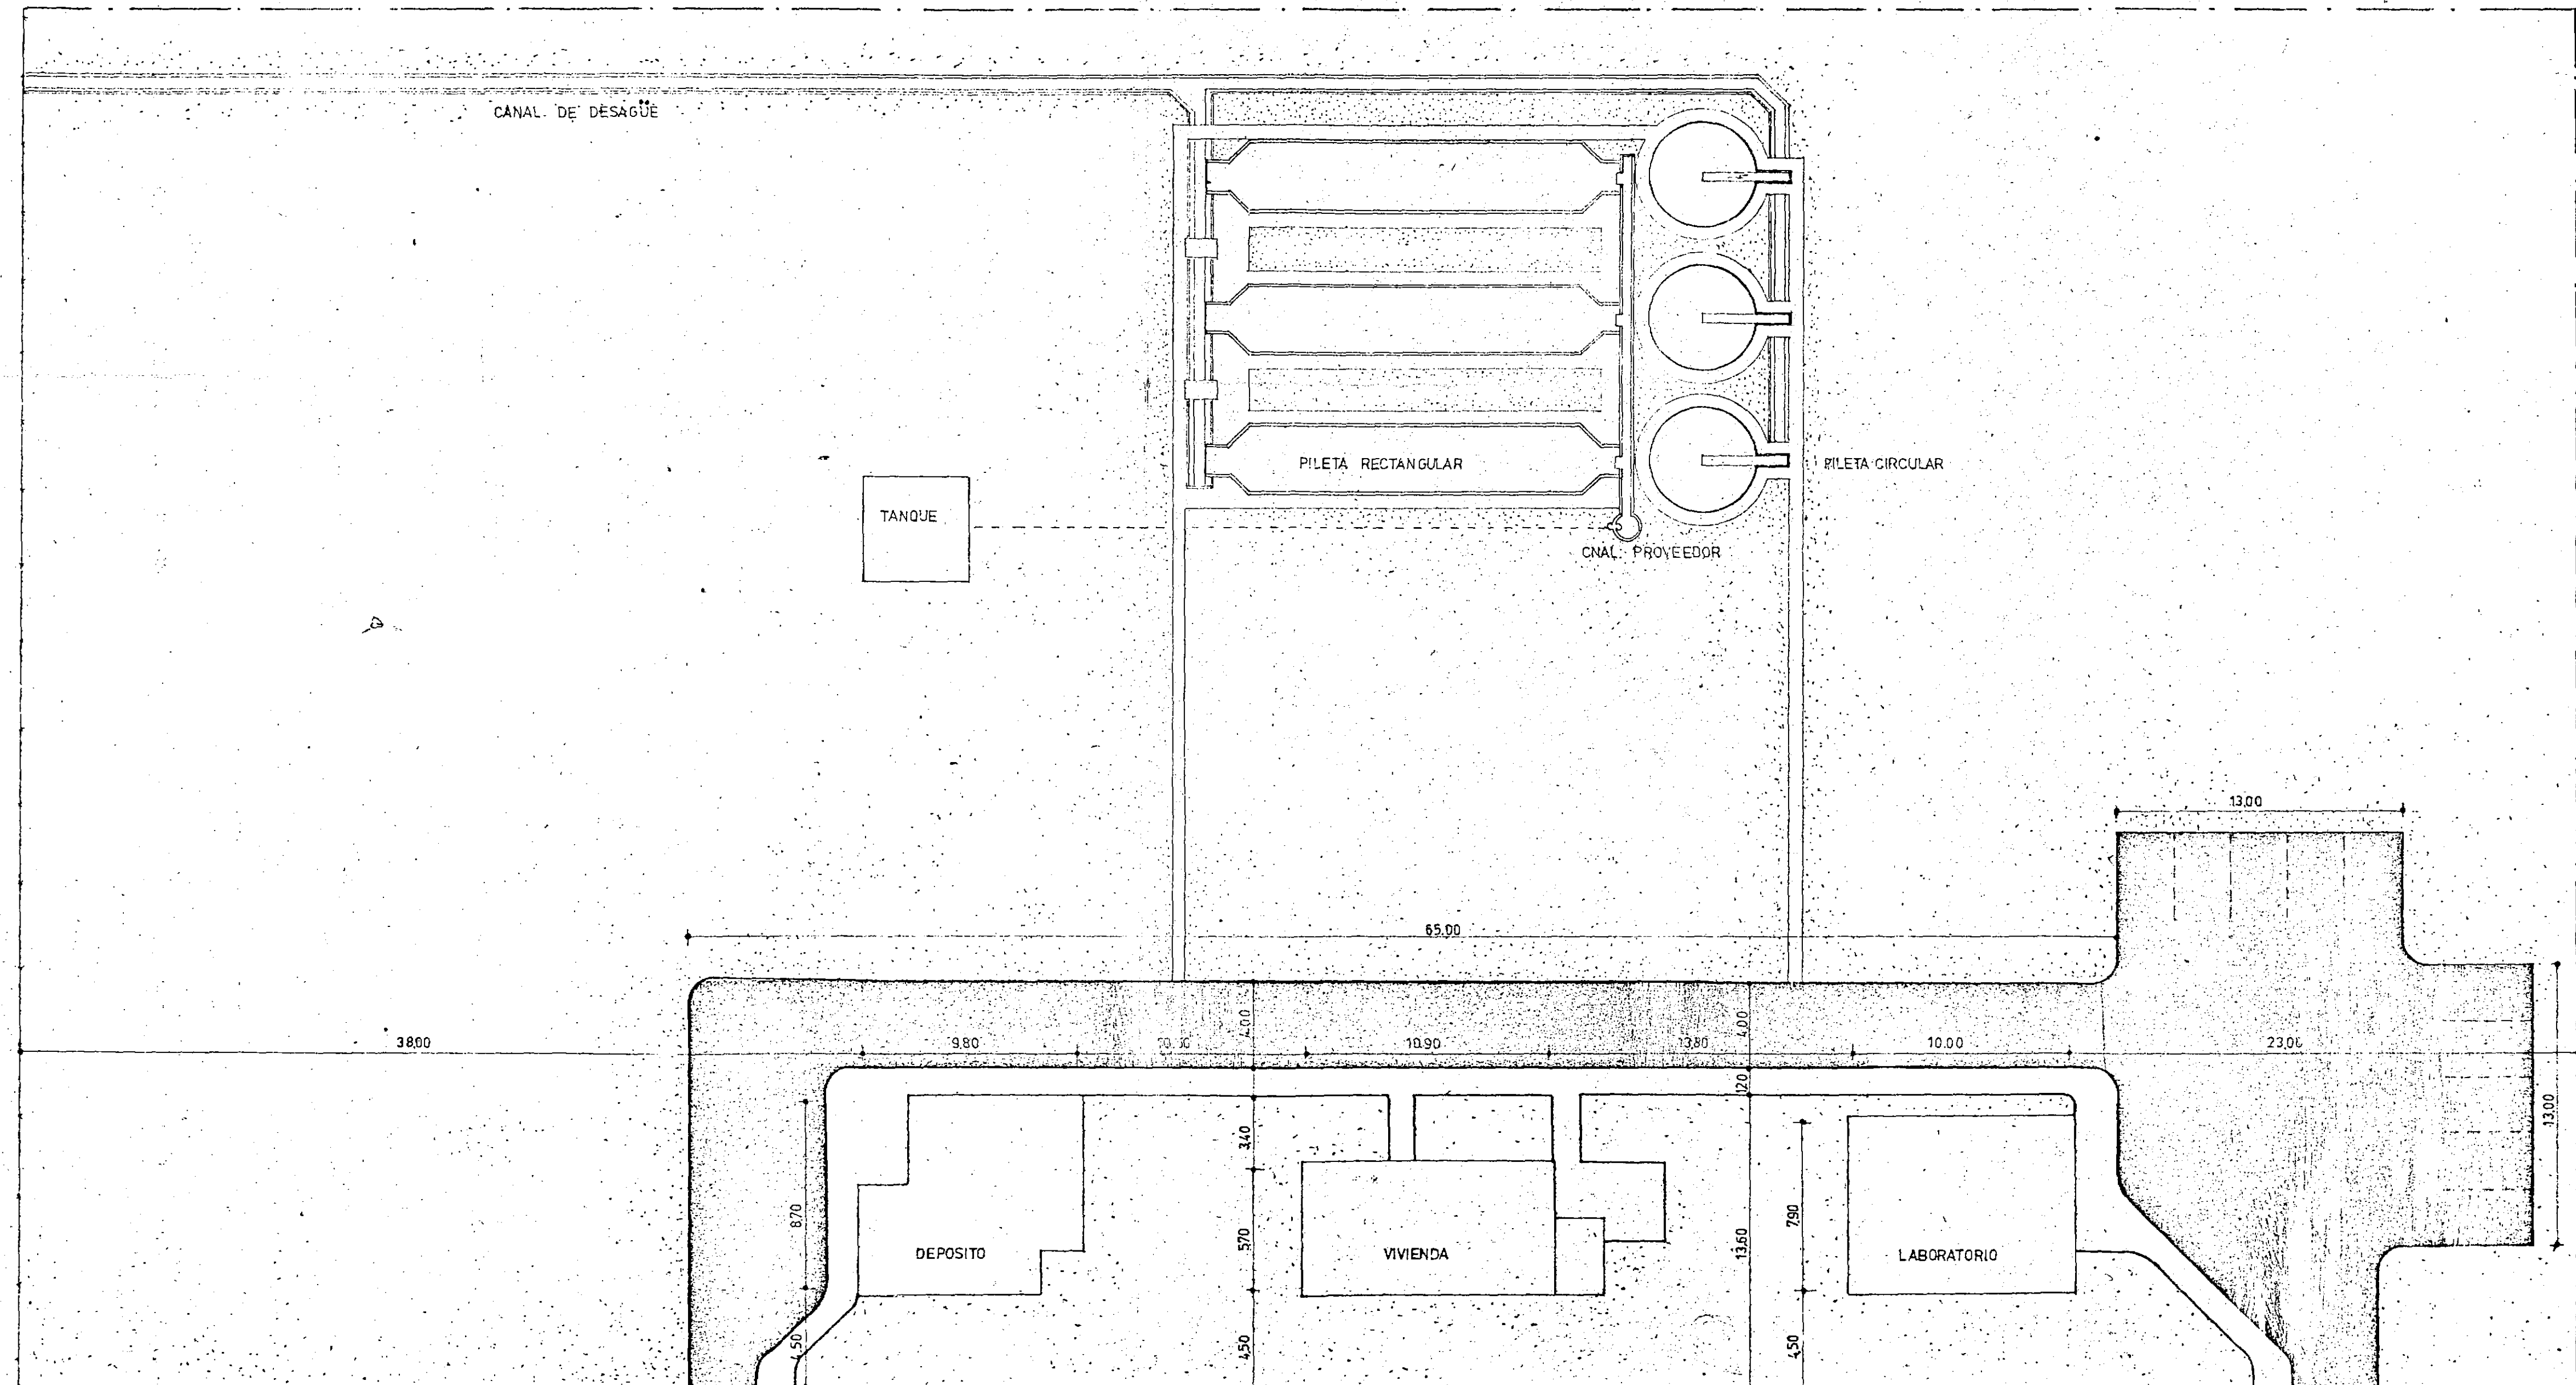 CANAL DE DESAGÜE
PILETA RECTANGULAR
PILETA CIRCULAR
TANQUE
CNAL. PROVEEDOR
13,00
65,00
4,00
4,00
38,00
9,80
10,90
13,80
10,00
23,00
1,20
13,00
3,40
8,70
5,70
13,60
7,90
DEPOSITO
VIVIENDA
LABORATORIO
4,50
4,50
4,50